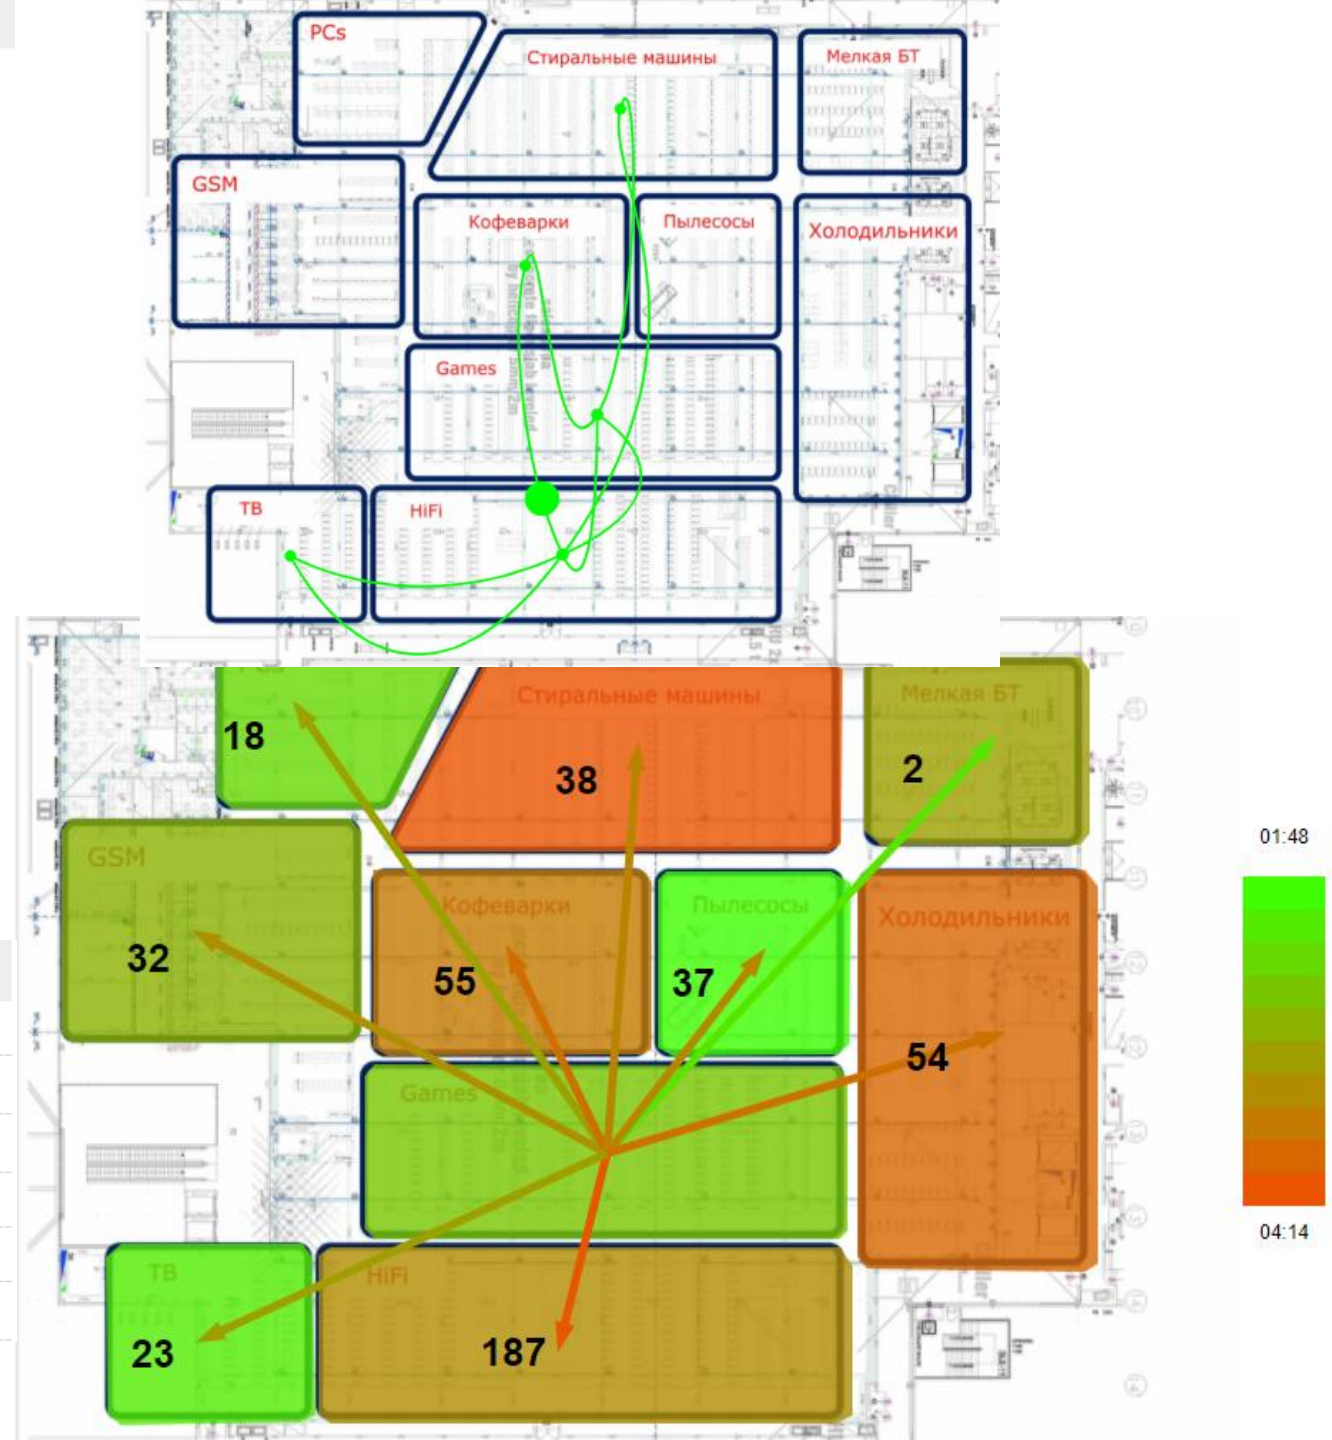 PCs
Стиральные машины
Мелкая БТ
GSM
Кофеварки
Пылесосы
Холодильники
Games
ТВ
HiFi
Стиральные машины
Мелкая БТ
18
38
2
01:48
GSM
Кофеварки
Пылесосы
Холодильники
32
55
37
54
Games
04:14
ТВ
HiFi
23
187